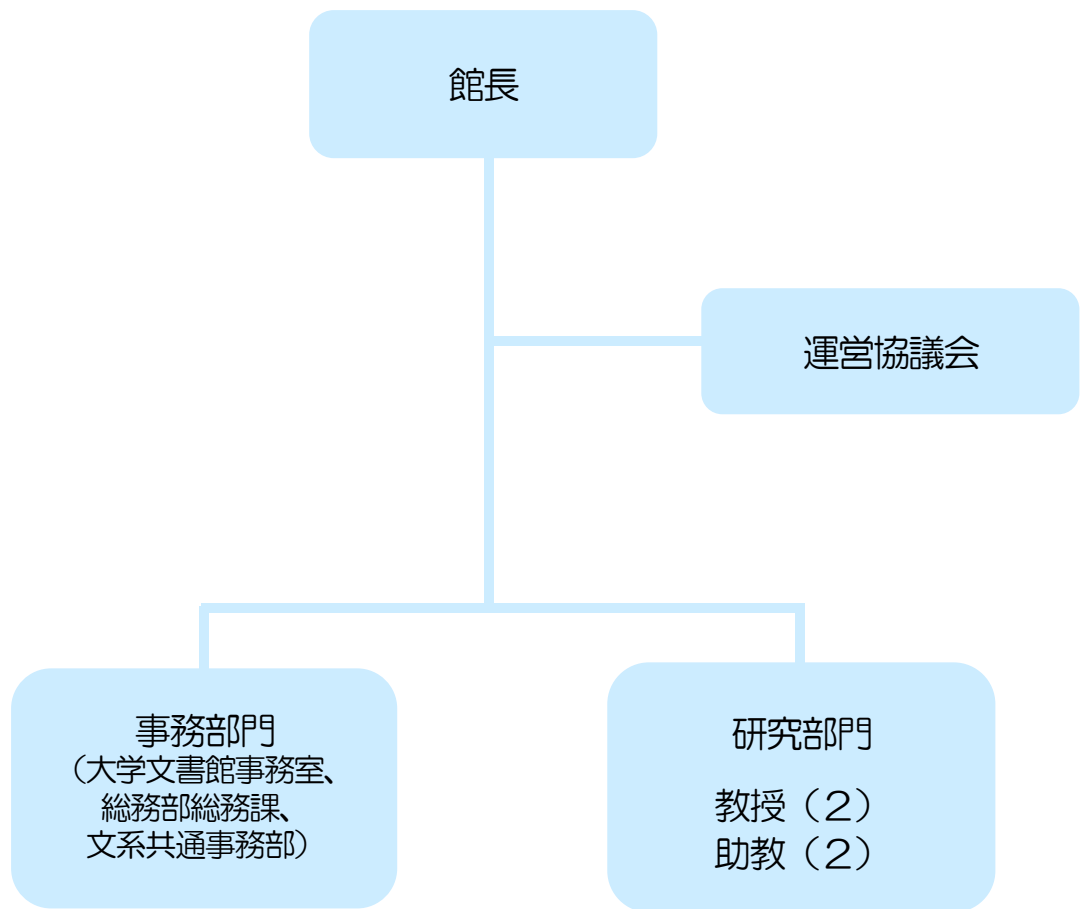 館長
運営協議会
事務部門
（大学文書館事務室、
総務部総務課、
文系共通事務部）
研究部門
教授（２）
助教（２）